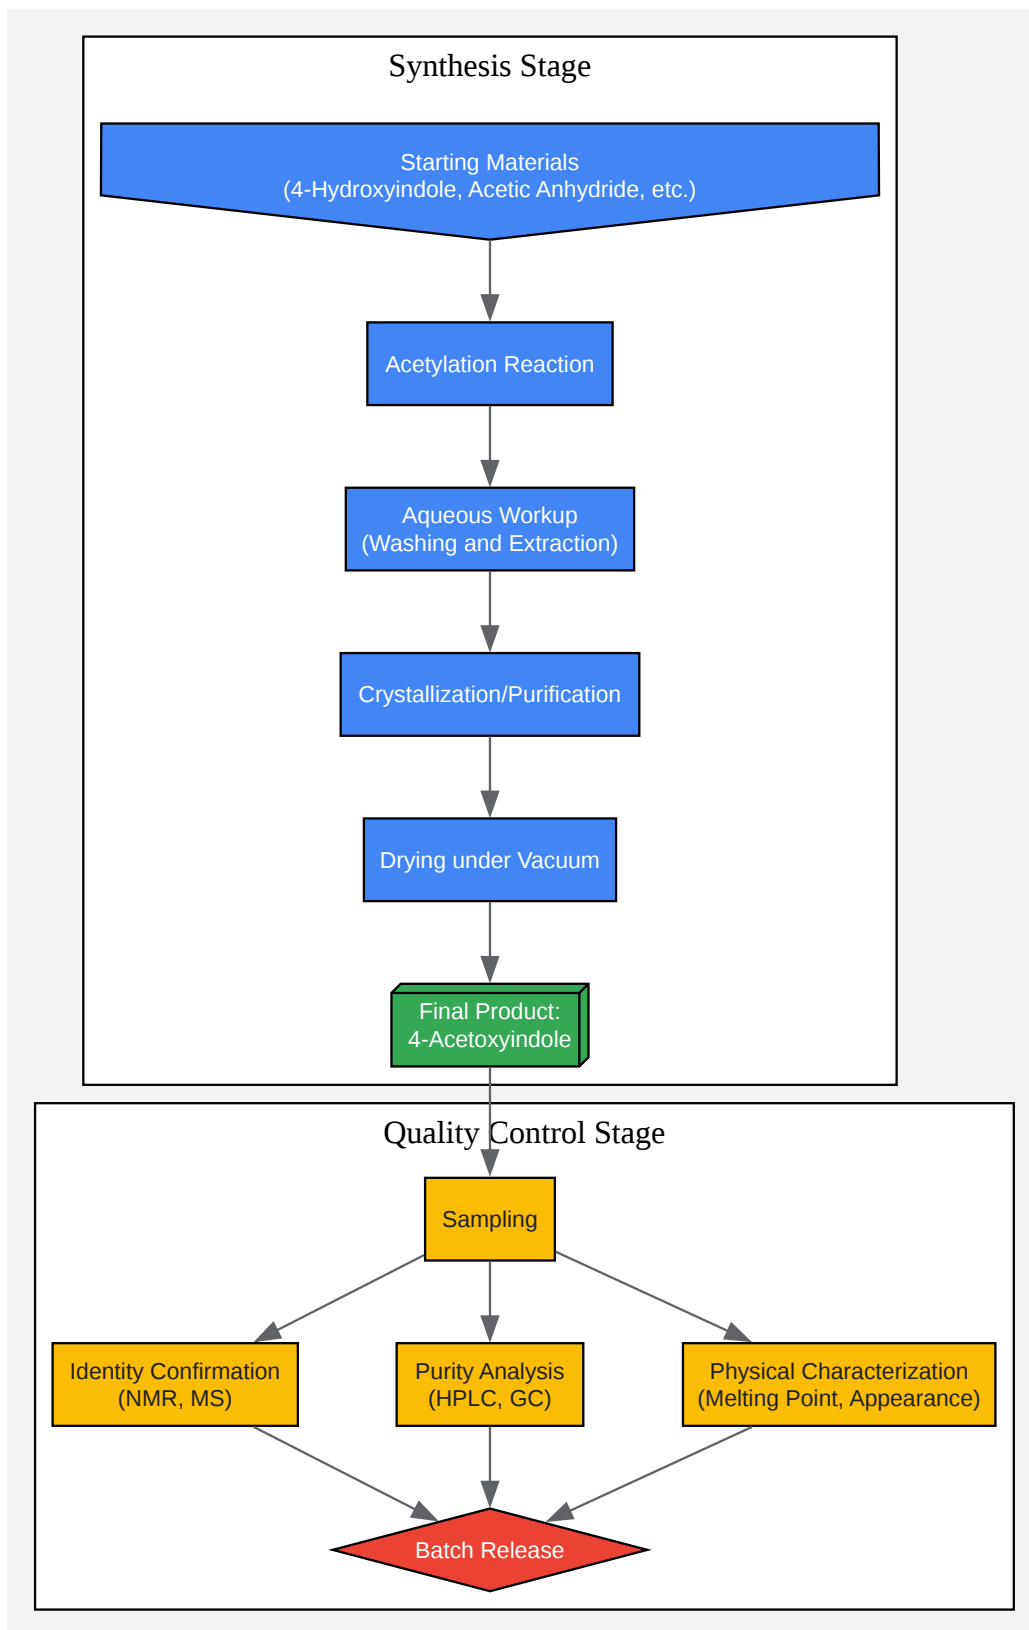 Synthesis Stage
Starting Materials
(4-Hydroxyindole, Acetic Anhydride, etc.)
Acetylation Reaction
Aqueous Workup
(Washing and Extraction)
Crystallization/Purification
Drying under Vacuum
Final Product:
4-Acetoxyindole
Quality Control Stage
Sampling
Identity Confirmation
(NMR, MS)
Purity Analysis
(HPLC, GC)
Physical Characterization
(Melting Point, Appearance)
Batch Release